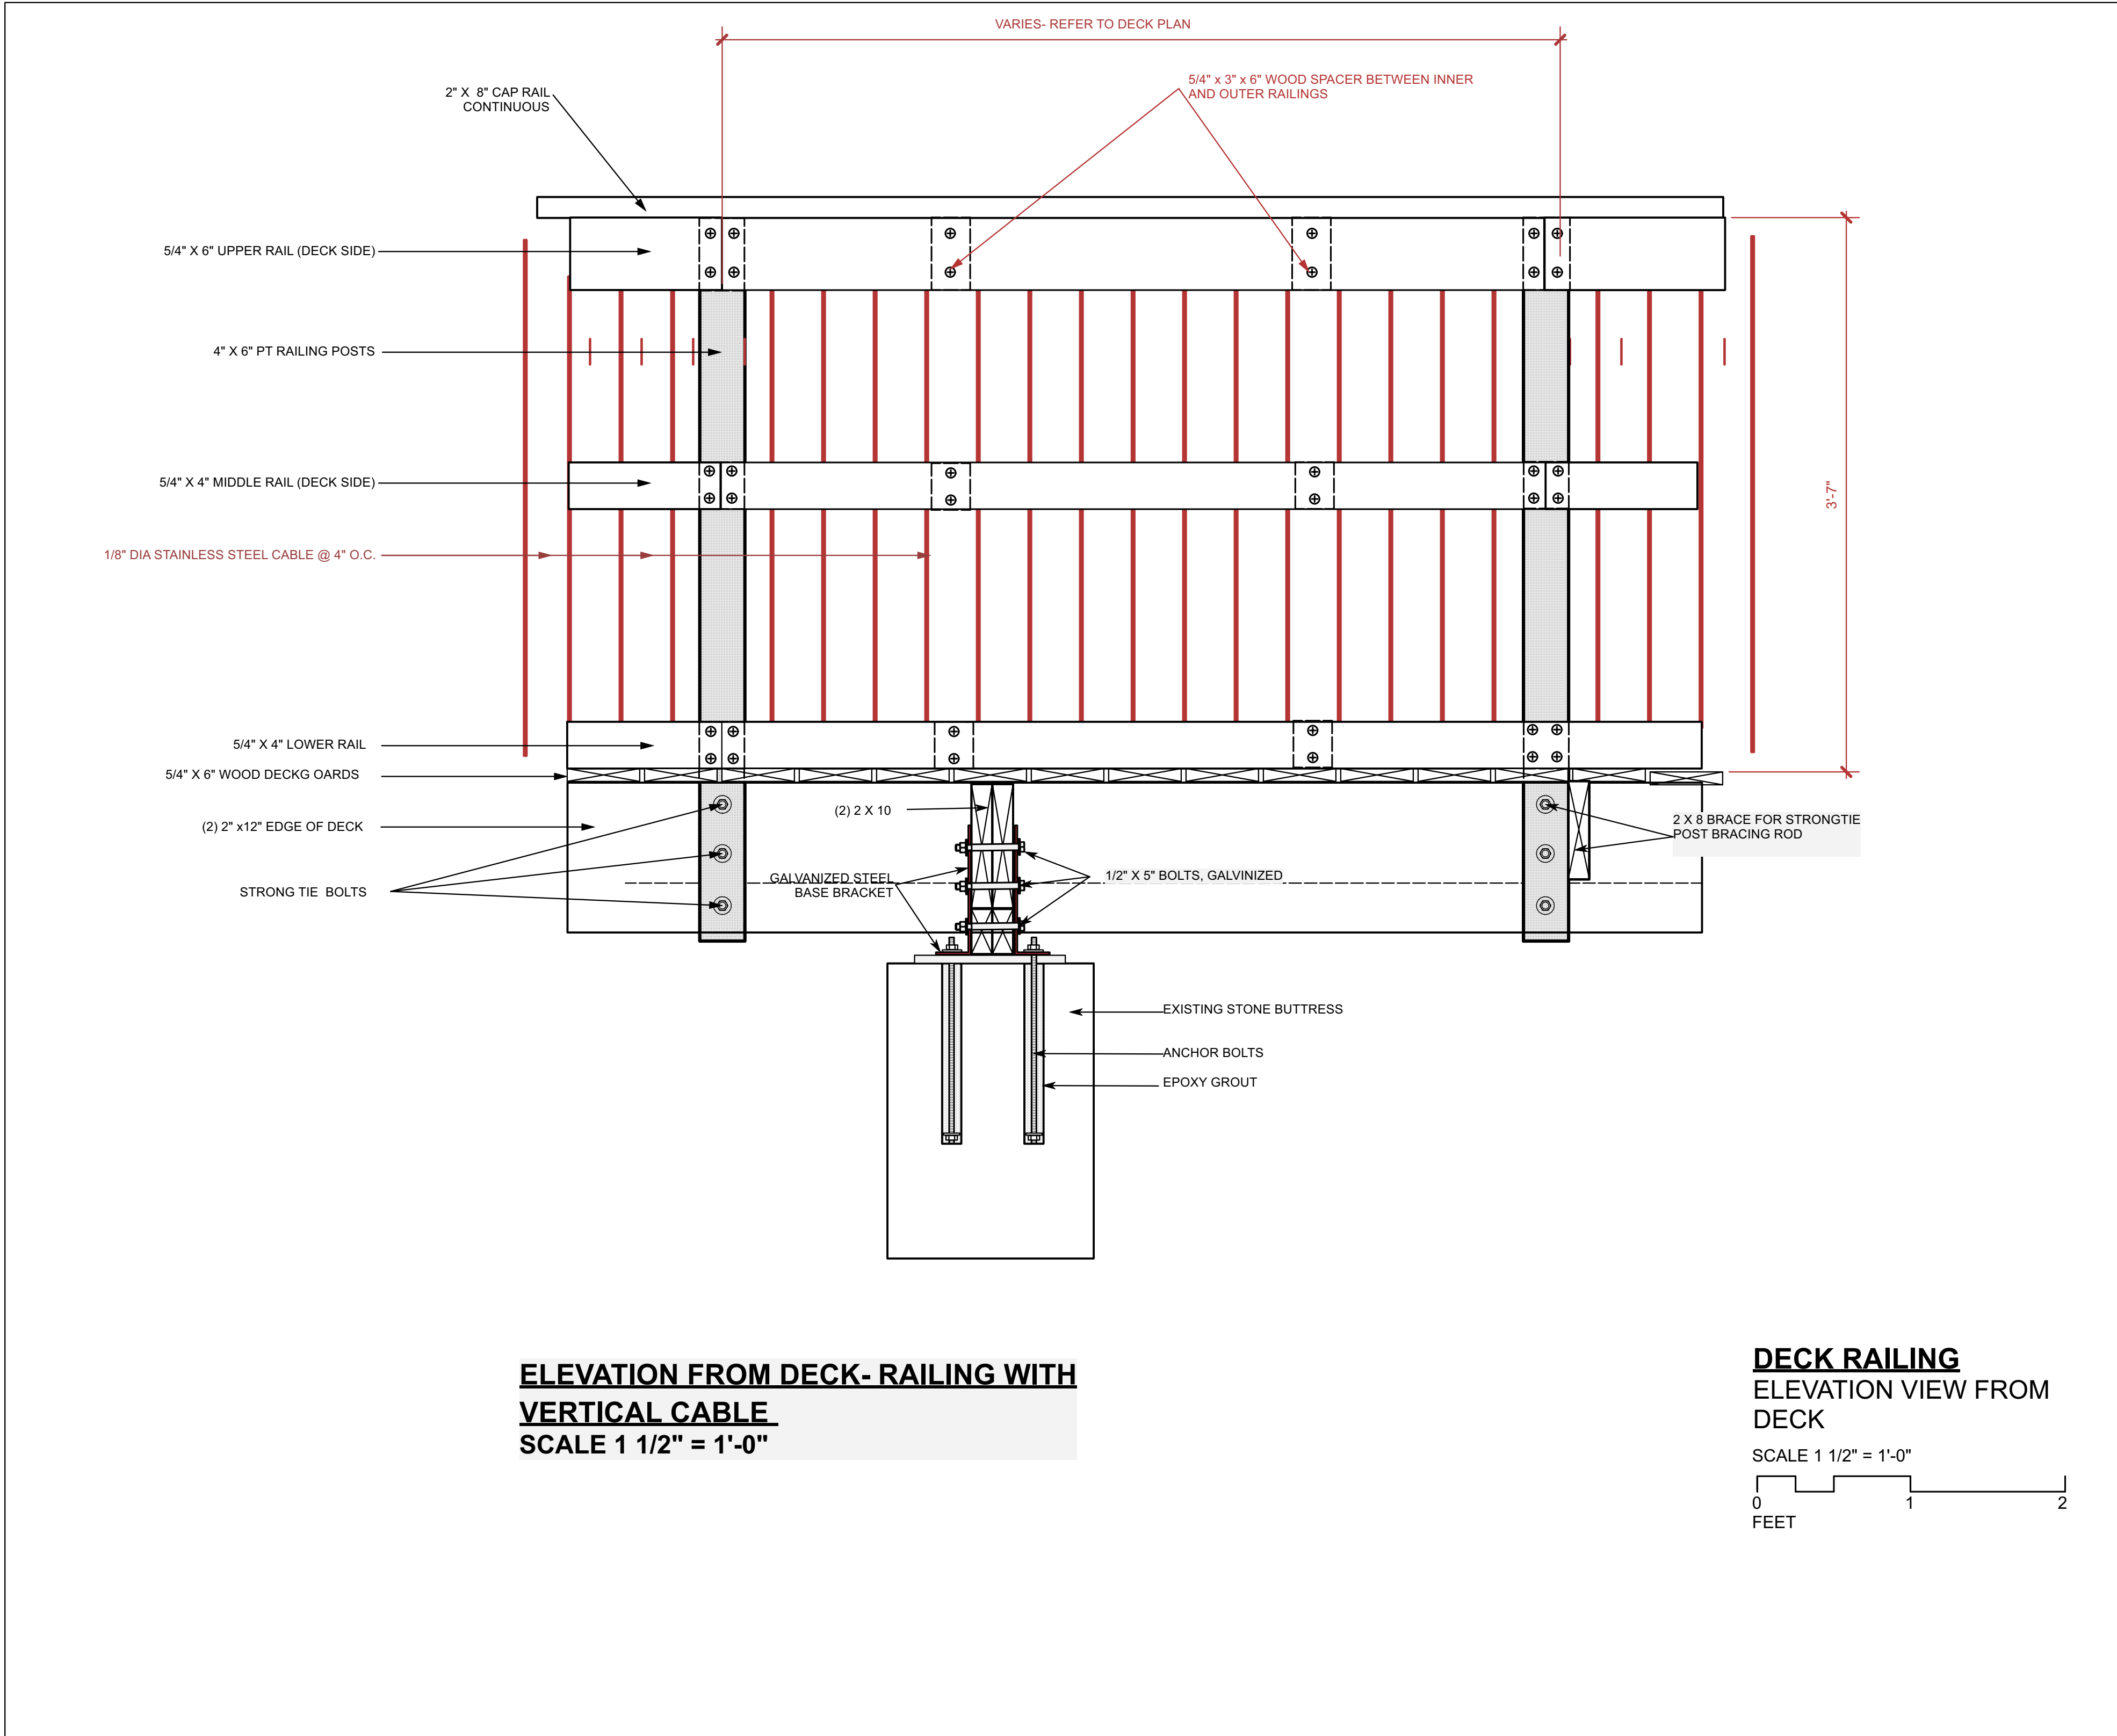 VARIES- REFER TO DECK PLAN
5/4" x 3" x 6" WOOD SPACER BETWEEN INNER
AND OUTER RAILINGS
2" X  8" CAP RAIL
CONTINUOUS
5/4" X 6" UPPER RAIL (DECK SIDE)
4" X 6" PT RAILING POSTS
5/4" X 4" MIDDLE RAIL (DECK SIDE)
3'-7"
1/8" DIA STAINLESS STEEL CABLE @ 4" O.C.
5/4" X 4" LOWER RAIL
5/4" X 6" WOOD DECKG OARDS
(2) 2" x12" EDGE OF DECK
(2) 2 X 10
2 X 8 BRACE FOR STRONGTIE
POST BRACING ROD
STRONG TIE  BOLTS
GALVANIZED STEEL
BASE BRACKET
1/2" X 5" BOLTS, GALVINIZED
EXISTING STONE BUTTRESS
ANCHOR BOLTS
EPOXY GROUT
ELEVATION FROM DECK- RAILING WITH
VERTICAL CABLE
SCALE 1 1/2" = 1'-0"
DECK RAILING
ELEVATION VIEW FROM
DECK
SCALE 1 1/2" = 1'-0"
0 1 2
FEET